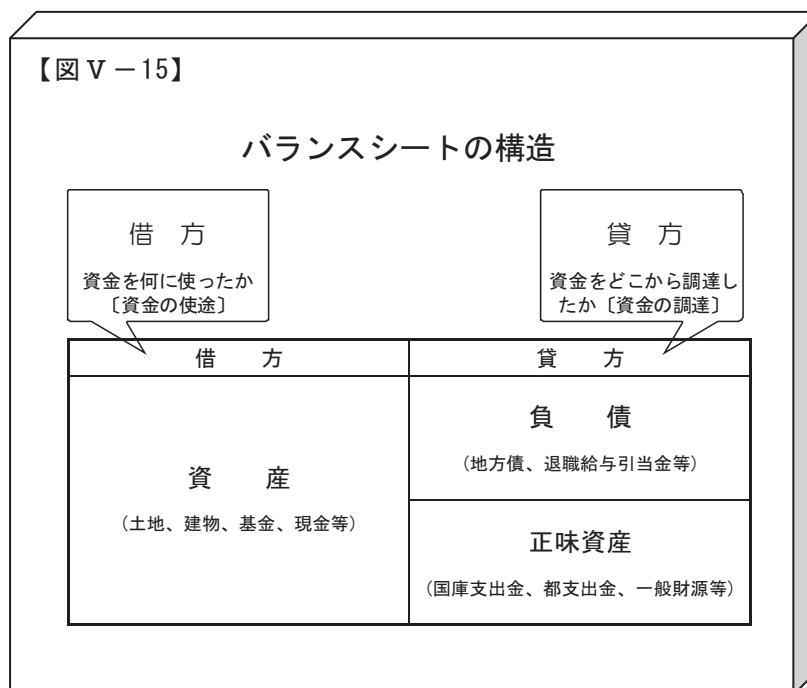 【図Ⅴ－15】
バランスシートの構造
借　方
資金を何に使ったか
〔資金の使途〕
貸　方
資金をどこから調達し
たか〔資金の調達〕
借　　方
貸　　方
資　　産
（土地、建物、基金、現金等）
負　　債
（地方債、退職給与引当金等）
正味資産
（国庫支出金、都支出金、一般財源等）